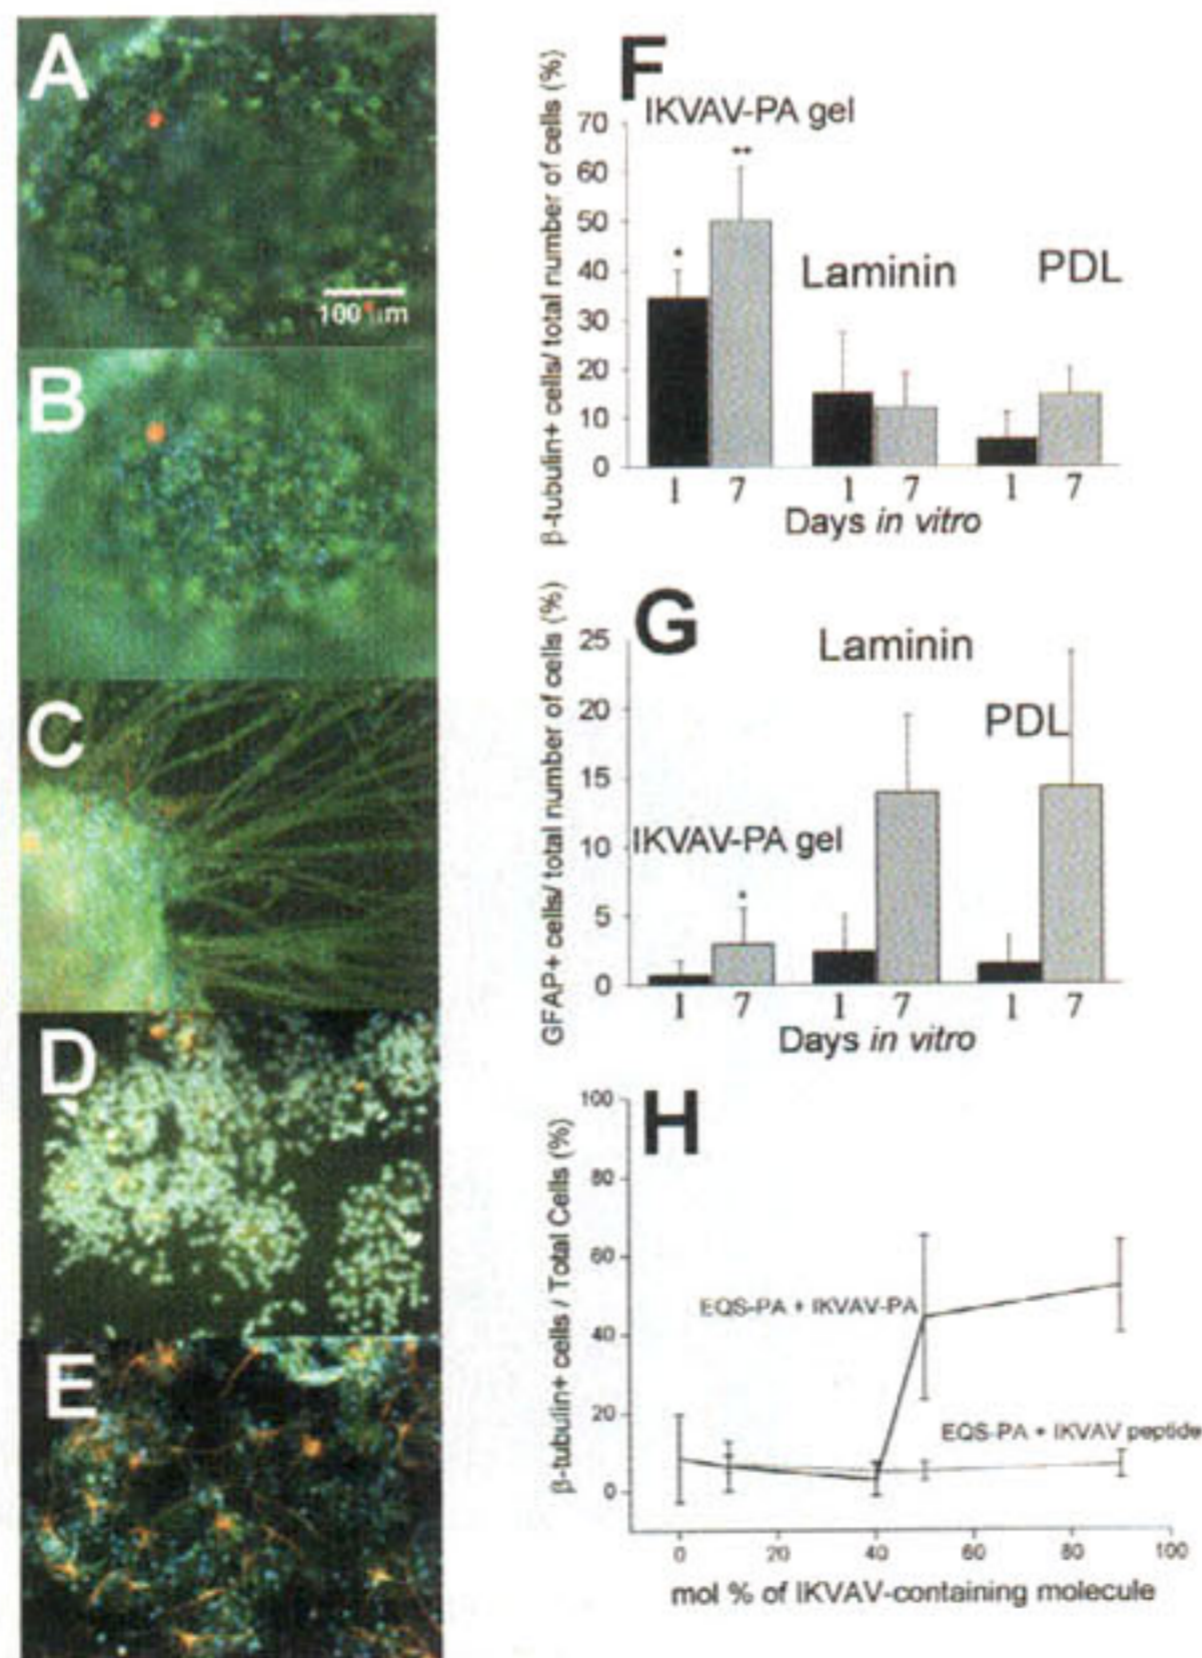 A
100 µm
B
C
D
E
F
IKVAV-PA gel
Laminin
PDL
β-tubulin+ cells/ total number of cells (%)
70
60
50
40
30
20
10
0
*
**
1 7 1 7 1 7
Days in vitro
G
Laminin
PDL
IKVAV-PA gel
GFAP+ cells/ total number of cells (%)
25
20
15
10
5
0
*
1 7 1 7 1 7
Days in vitro
H
β-tubulin+ cells / Total Cells (%)
100
80
60
40
20
0
EQS-PA + IKVAV-PA
EQS-PA + IKVAV peptide
0 20 40 60 80 100
mol % of IKVAV-containing molecule